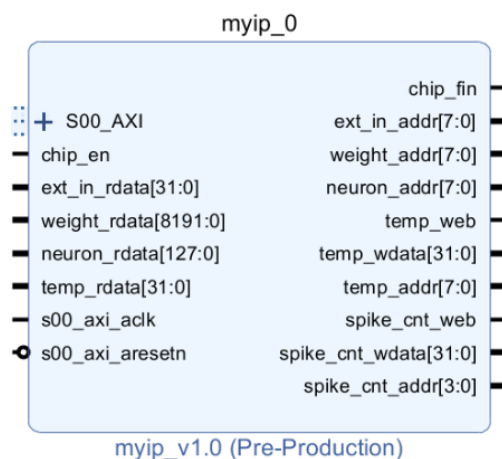 myip_0
S00_AXI
chip_en
ext_in_rdata[31:0]
weight_rdata[8191:0]
neuron_rdata[127:0]
temp_rdata[31:0]
s00_axi_aclk
s00_axi_aresetn
chip_fin
ext_in_addr[7:0]
weight_addr[7:0]
neuron_addr[7:0]
temp_web
temp_wdata[31:0]
temp_addr[7:0]
spike_cnt_web
spike_cnt_wdata[31:0]
spike_cnt_addr[3:0]
myip_v1.0 (Pre-Production)